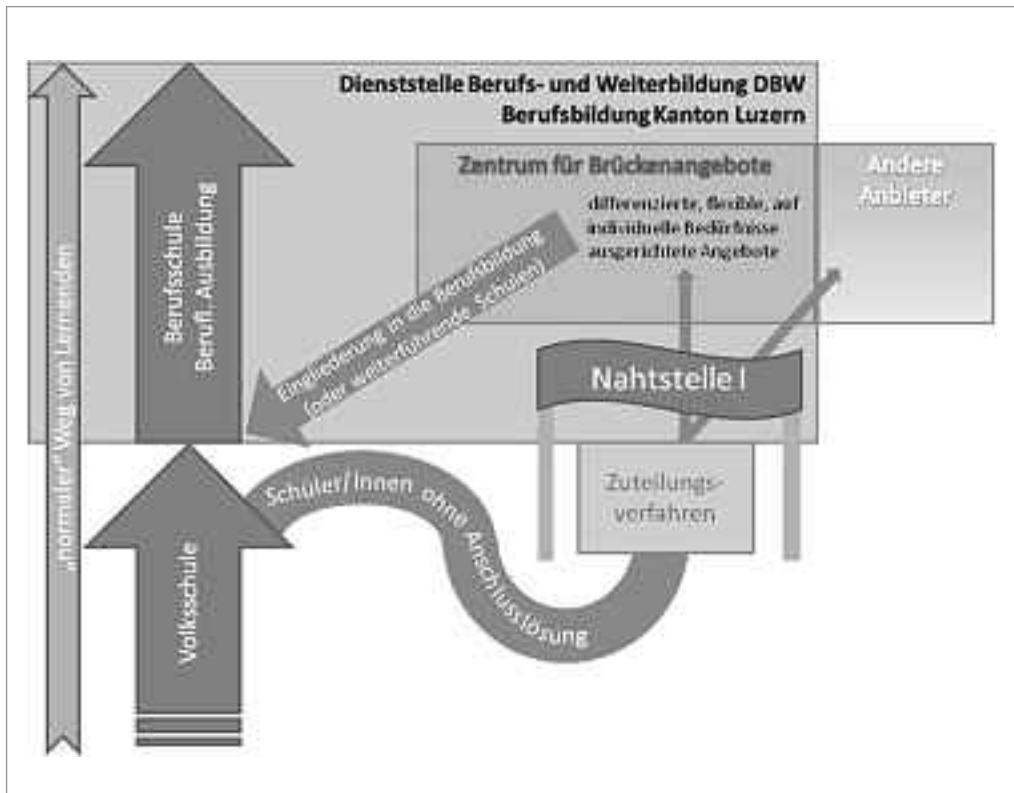 Dienststelle Berufs- und Weiterbildung DBW
Berufsbildung Kanton Luzern
Zentrum für Brückenangebote
Andere
Anbieter
differenzierte, flexible, auf
individuelle Bedürfnisse
ausgerichtete Angebote
Berufsschule
Berufl. Ausbildung
Eingliederung in die Berufsbildung
(oder weiterführende Schulen)
Nahtstelle I
„normaler“ Weg von Lernenden
Schüler/Innen ohne Anschlusslösung
Zuteilungs-
verfahren
Volksschule